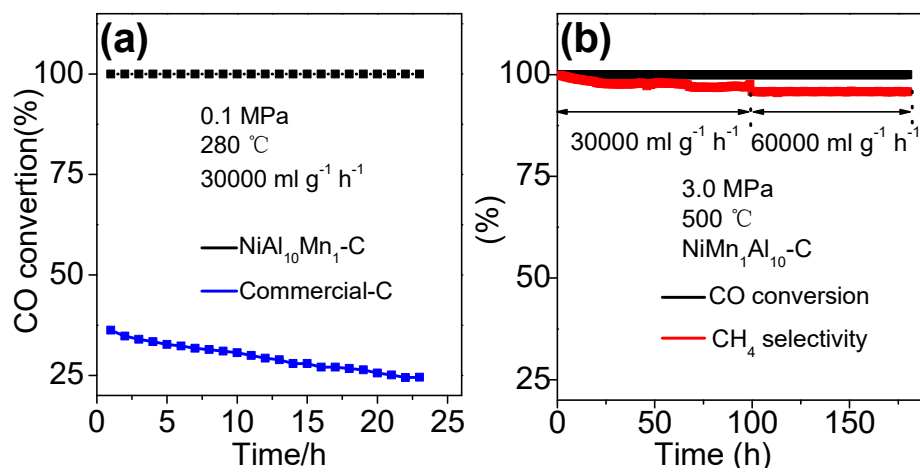 (a)
CO convertion(%)
100
75
50
25
0.1 MPa
280 ℃
30000 ml g⁻¹ h⁻¹
NiAl₁₀Mn₁-C
Commercial-C
0 5 10 15 20 25
Time/h
(b)
(%)
100
75
50
25
30000 ml g⁻¹ h⁻¹ 60000 ml g⁻¹ h⁻¹
3.0 MPa
500 ℃
NiMn₁Al₁₀-C
CO conversion
CH₄ selectivity
0 50 100 150
Time (h)